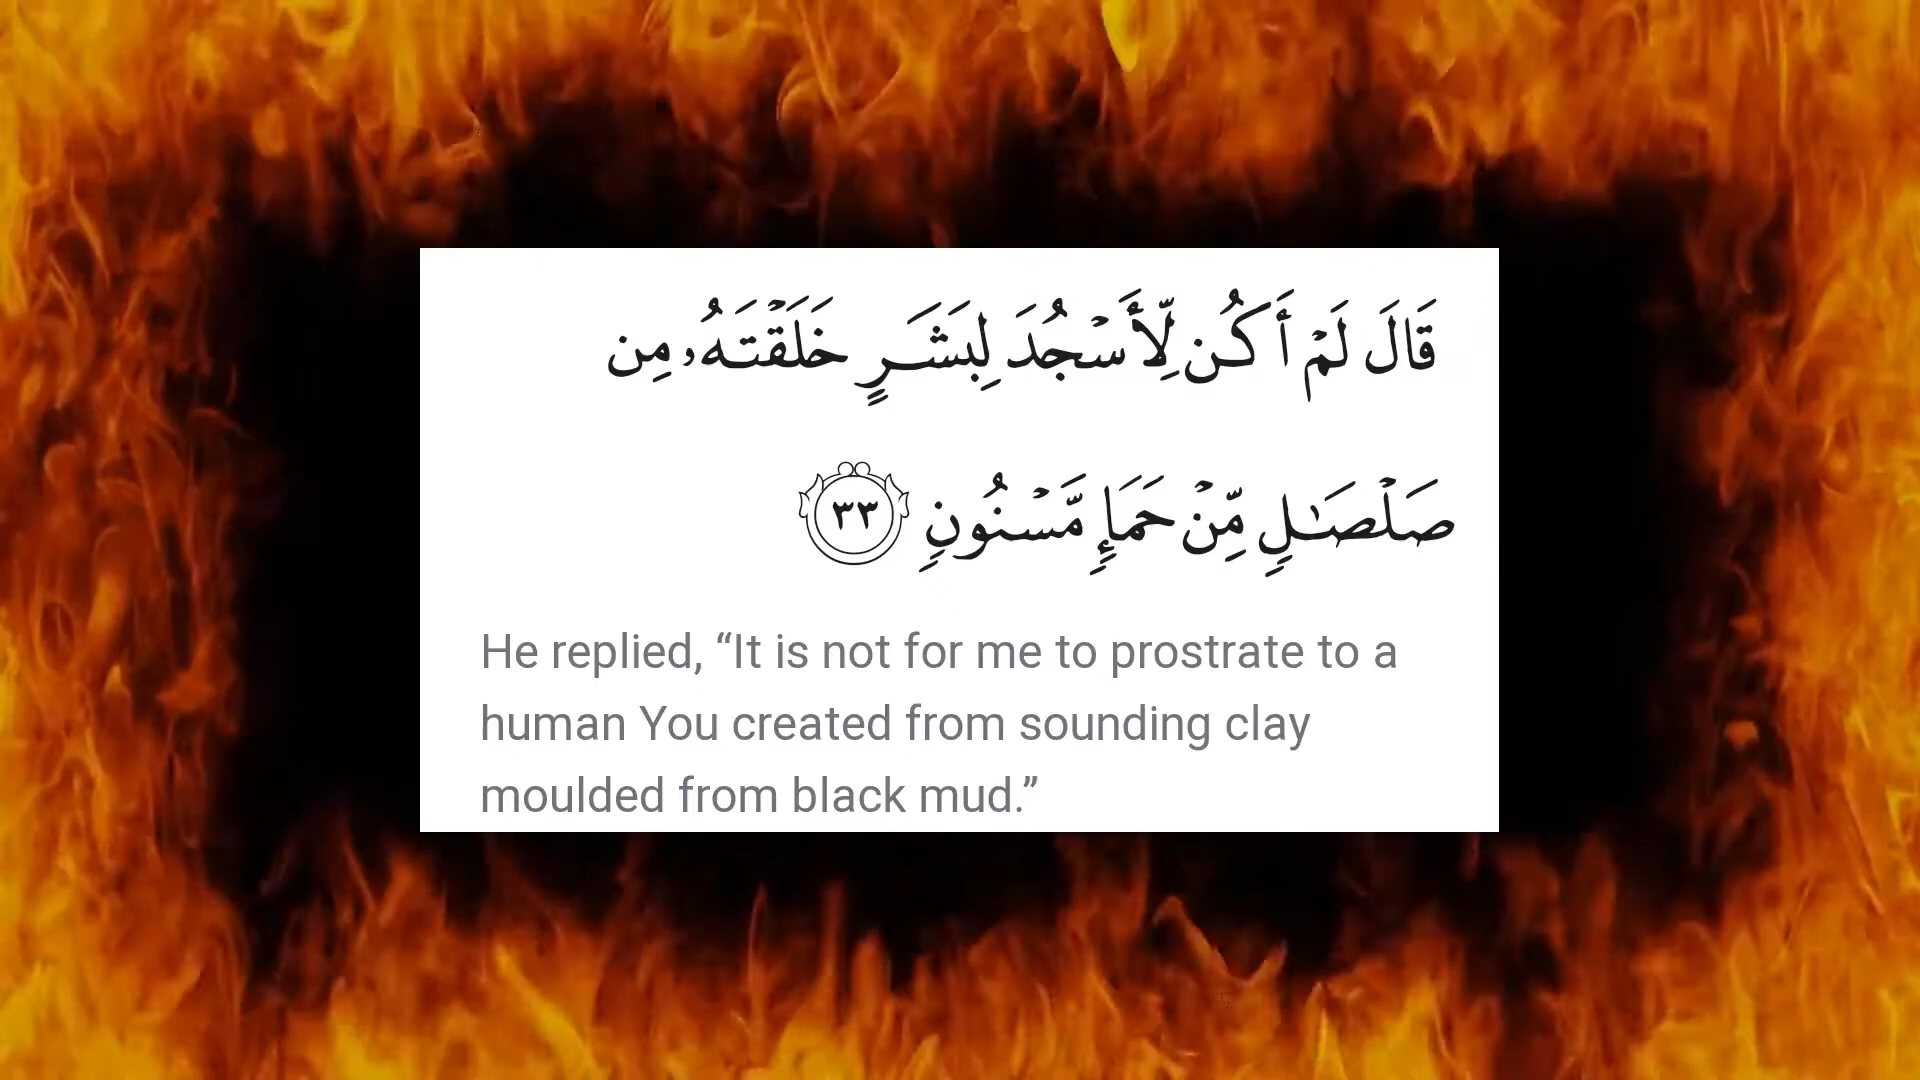 قَالَ لَمْ أَكُن لِّأَسْجُدَ لِبَشَرٍ خَلَقْتَهُۥ مِن
صَلْصَـٰلٍ مِّنْ حَمَإٍ مَّسْنُونٍ ٣٣
He replied, “It is not for me to prostrate to a
human You created from sounding clay
moulded from black mud.”